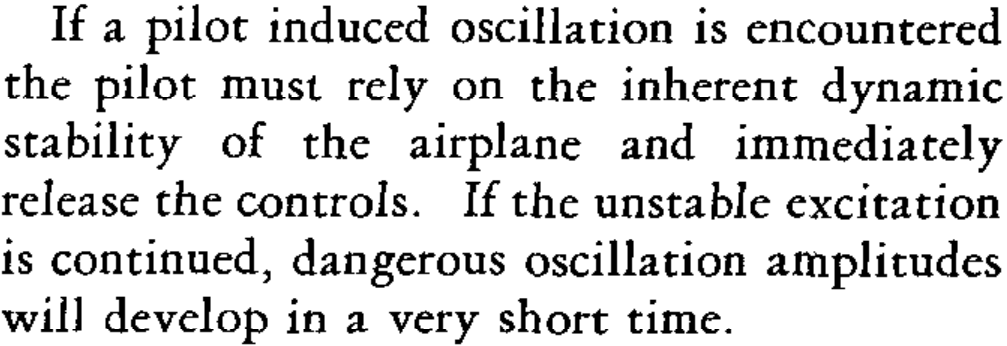 If a pilot induced oscillation is encountered
the pilot must rely on the inherent dynamic
stability of the airplane and immediately
release the controls. If the unstable excitation
is continued, dangerous oscillation amplitudes
will develop in a very short time.